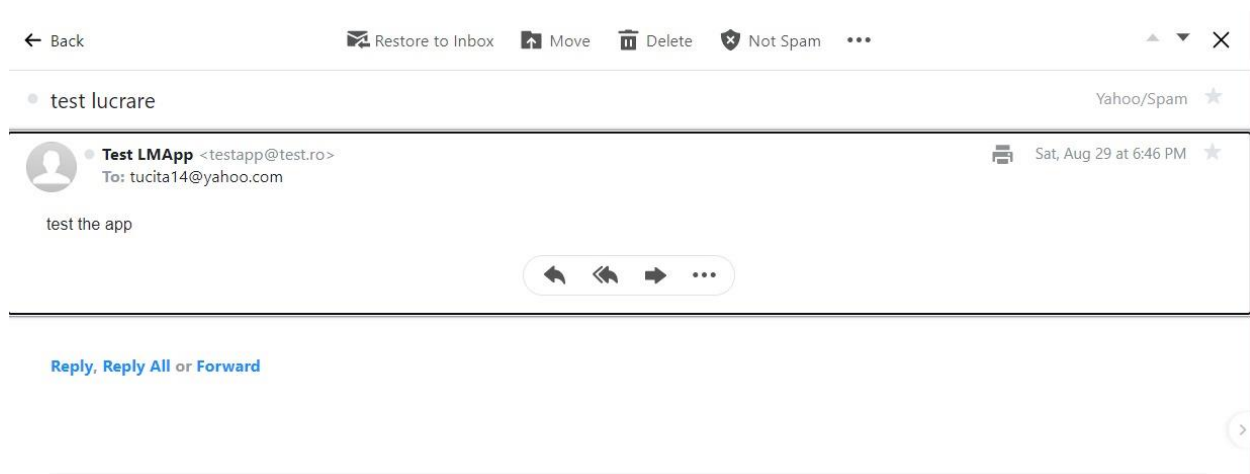 Back Restore to Inbox Move Delete Not Spam
test lucrare Yahoo/Spam
Test LMApp <testapp@test.ro> Sat, Aug 29 at 6:46 PM
To: tucita14@yahoo.com
test the app
Reply, Reply All or Forward